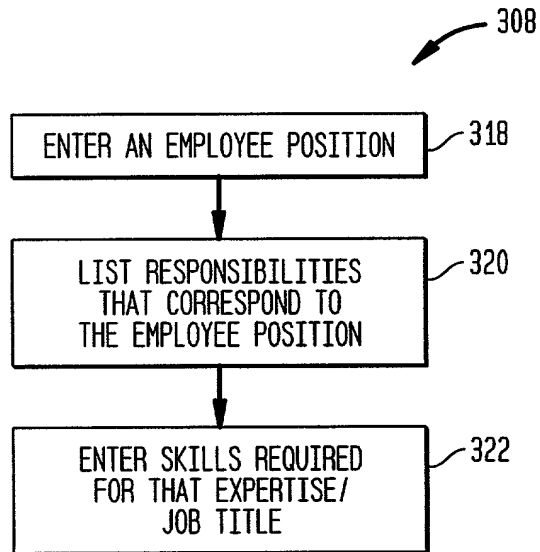 308
ENTER AN EMPLOYEE POSITION
318
LIST RESPONSIBILITIES
THAT CORRESPOND TO
THE EMPLOYEE POSITION
320
ENTER SKILLS REQUIRED
FOR THAT EXPERTISE/
JOB TITLE
322